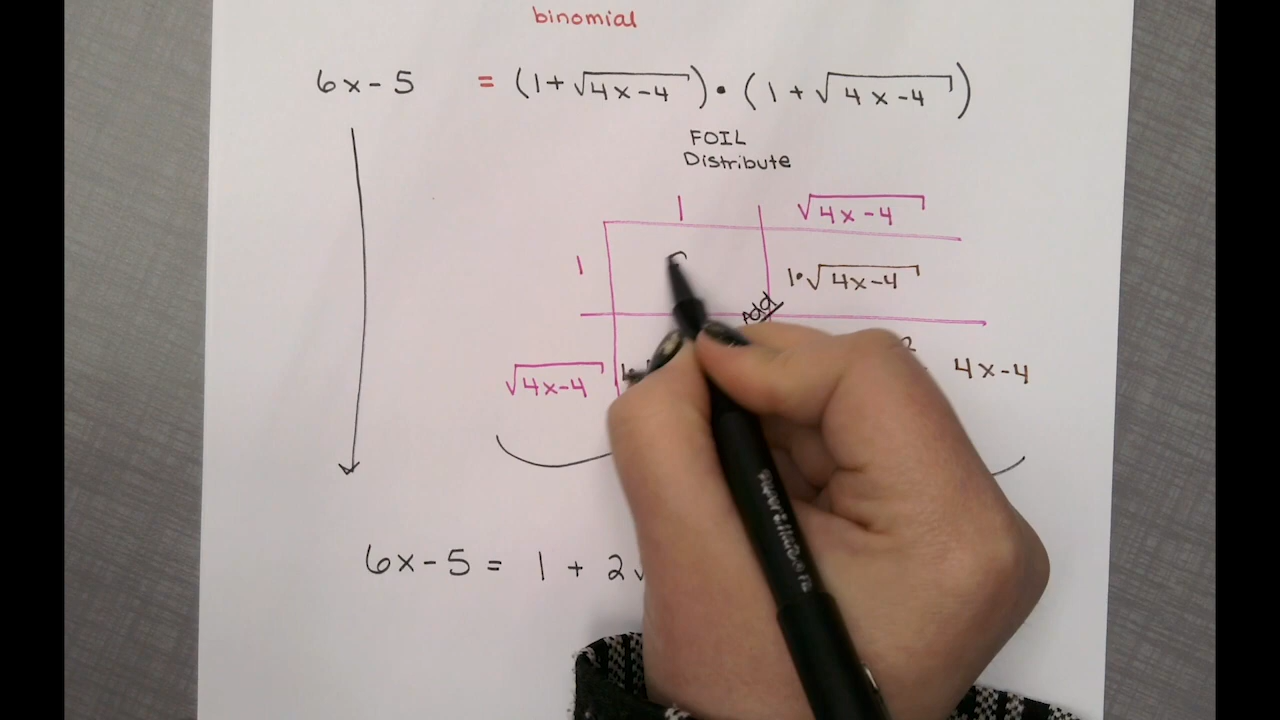 binomial
6x-5 = (1+√4x-4)•(1+√4x-4)
FOIL
Distribute
1 √4x-4
1 1•√4x-4
Add
√4x-4 4x-4
6x-5 = 1 + 2√